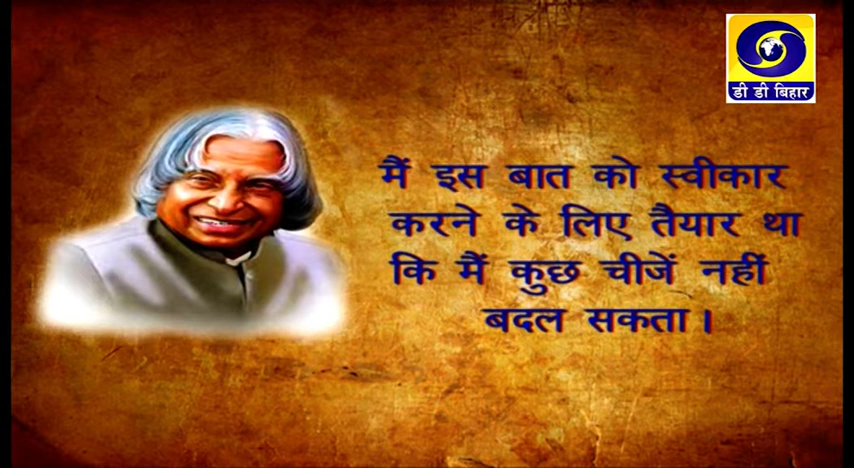 डी डी बिहार
मैं इस बात को स्वीकार
करने के लिए तैयार था
कि मैं कुछ चीजें नहीं
बदल सकता।